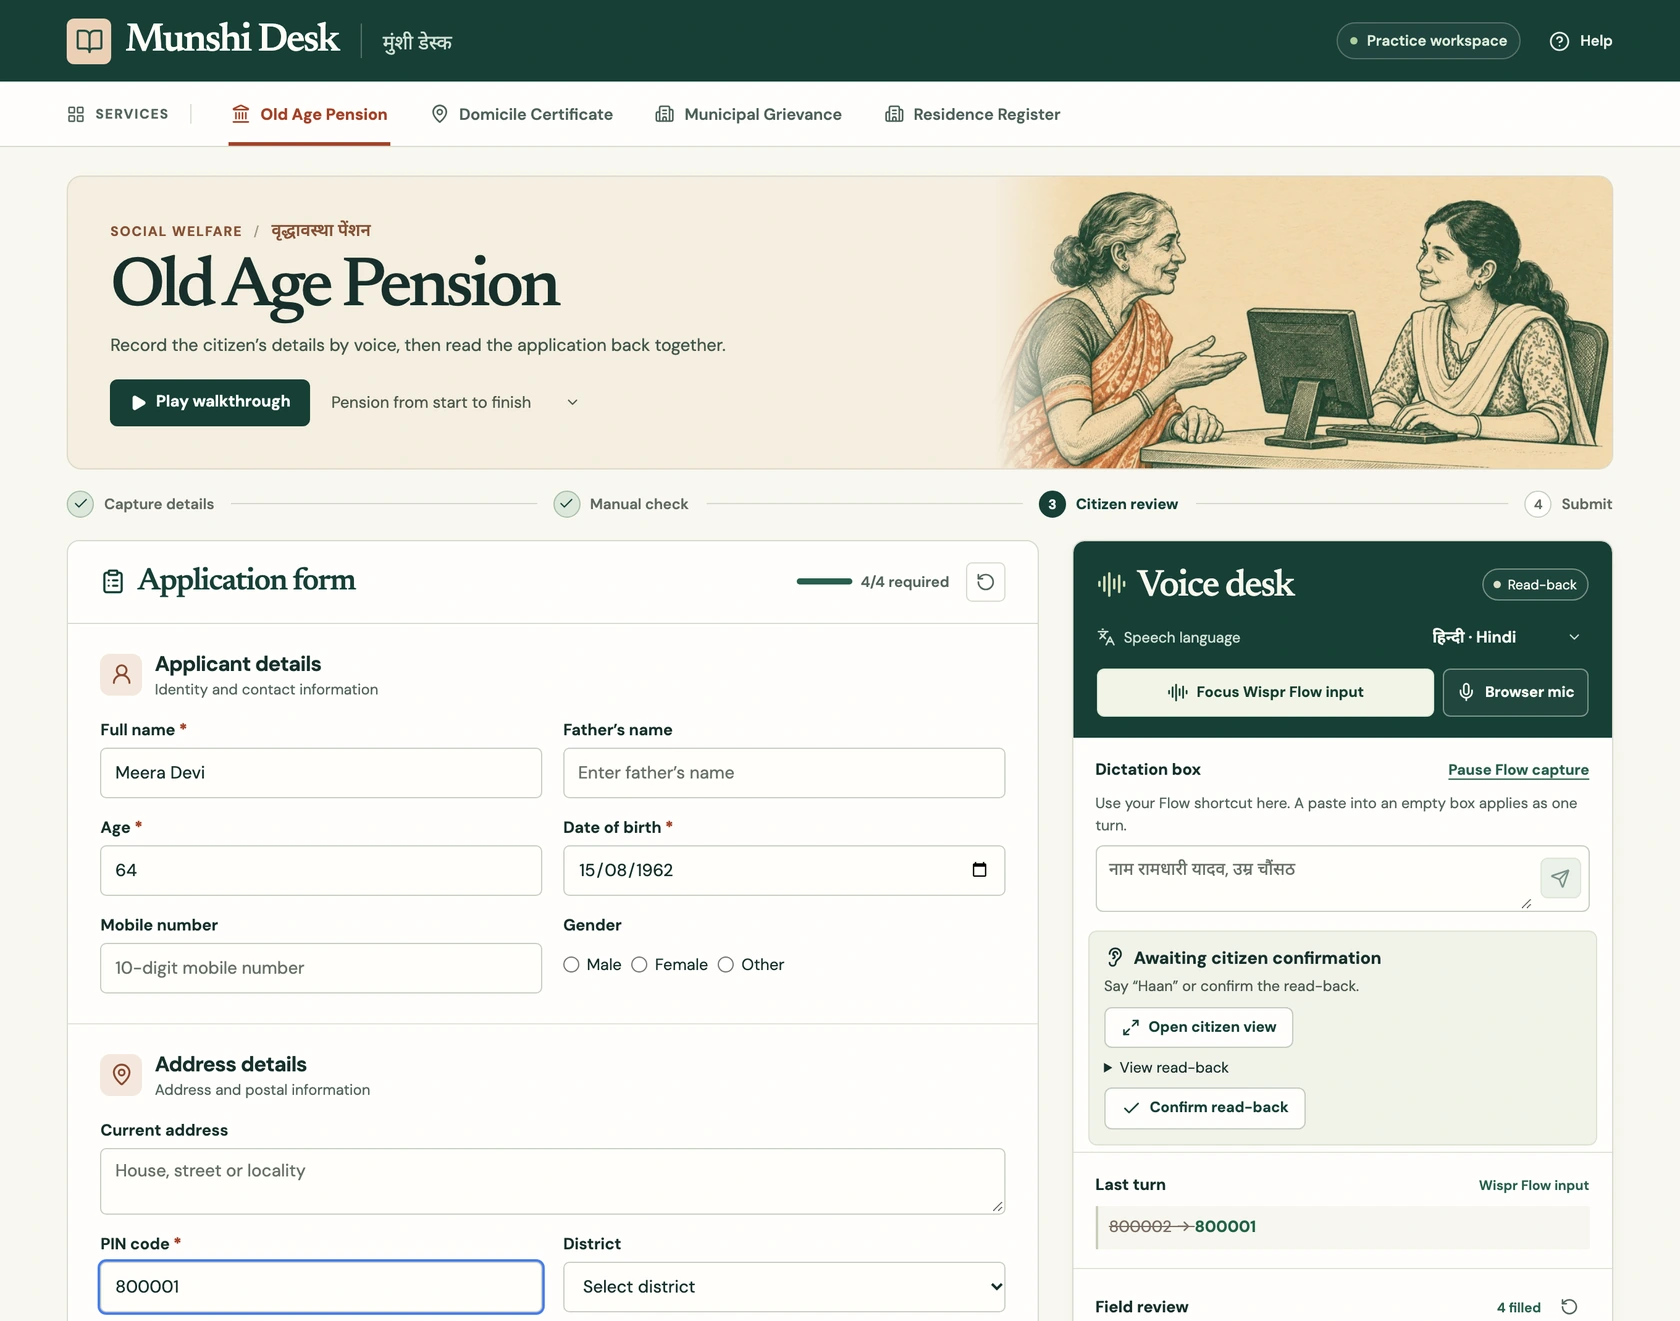 Munshi Desk
मुंशी डेस्क
Practice workspace
Help
SERVICES
Old Age Pension
Domicile Certificate
Municipal Grievance
Residence Register
SOCIAL WELFARE / वृद्धावस्था पेंशन
Old Age Pension
Record the citizen’s details by voice, then read the application back together.
Play walkthrough
Pension from start to finish
Capture details
Manual check
3 Citizen review
4 Submit
Application form
4/4 required
Applicant details
Identity and contact information
Full name *
Meera Devi
Father’s name
Enter father’s name
Age *
64
Date of birth *
15/08/1962
Mobile number
10-digit mobile number
Gender
Male Female Other
Address details
Address and postal information
Current address
House, street or locality
PIN code *
800001
District
Select district
Voice desk
Read-back
Speech language
हिन्दी · Hindi
Focus Wispr Flow input
Browser mic
Dictation box
Pause Flow capture
Use your Flow shortcut here. A paste into an empty box applies as one
turn.
नाम रामधारी यादव, उम्र चौंसठ
Awaiting citizen confirmation
Say “Haan” or confirm the read-back.
Open citizen view
View read-back
Confirm read-back
Last turn
Wispr Flow input
800002 → 800001
Field review
4 filled